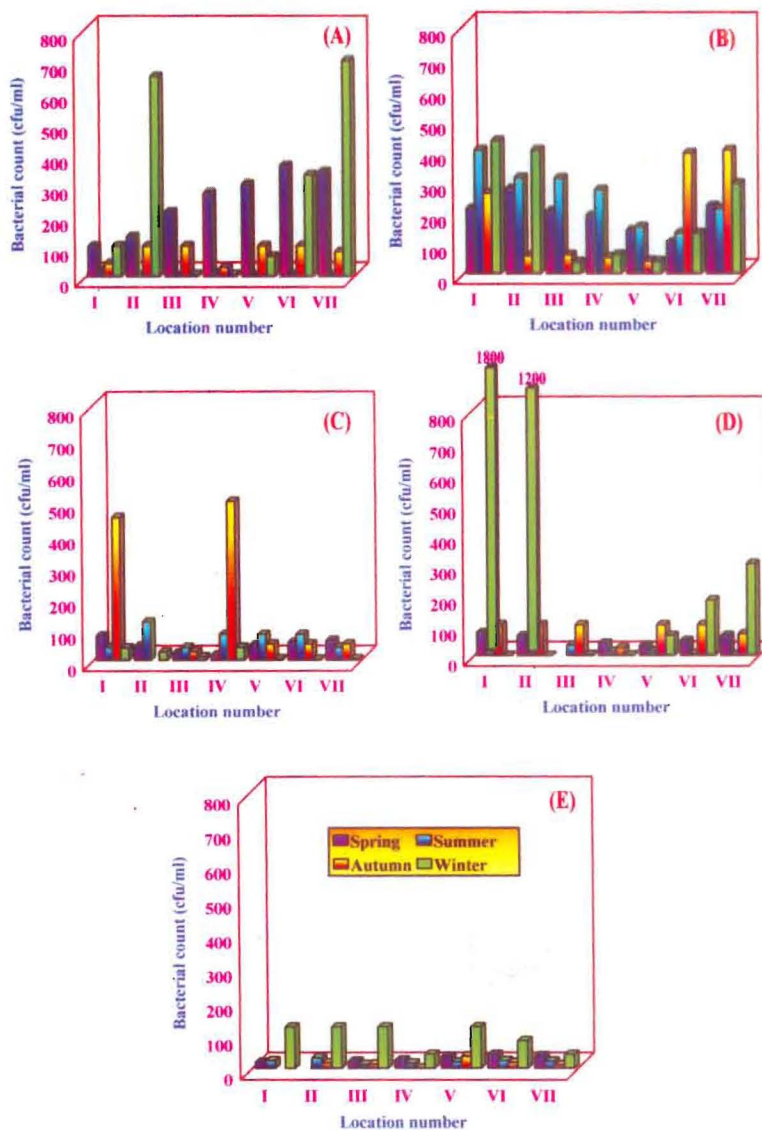 (A)
Bacterial count (cfu/ml)
800
700
600
500
400
300
200
100
0
I II III IV V VI VII
Location number
(B)
Bacterial count (cfu/ml)
800
700
600
500
400
300
200
100
0
I II III IV V VI VII
Location number
(C)
Bacterial count (cfu/ml)
800
700
600
500
400
300
200
100
0
I II III IV V VI VII
Location number
1800 1200
(D)
Bacterial count (cfu/ml)
800
700
600
500
400
300
200
100
0
I II III IV V VI VII
Location number
(E)
Bacterial count (cfu/ml)
800
700
600
500
400
300
200
100
0
Spring Summer
Autumn Winter
I II III IV V VI VII
Location number